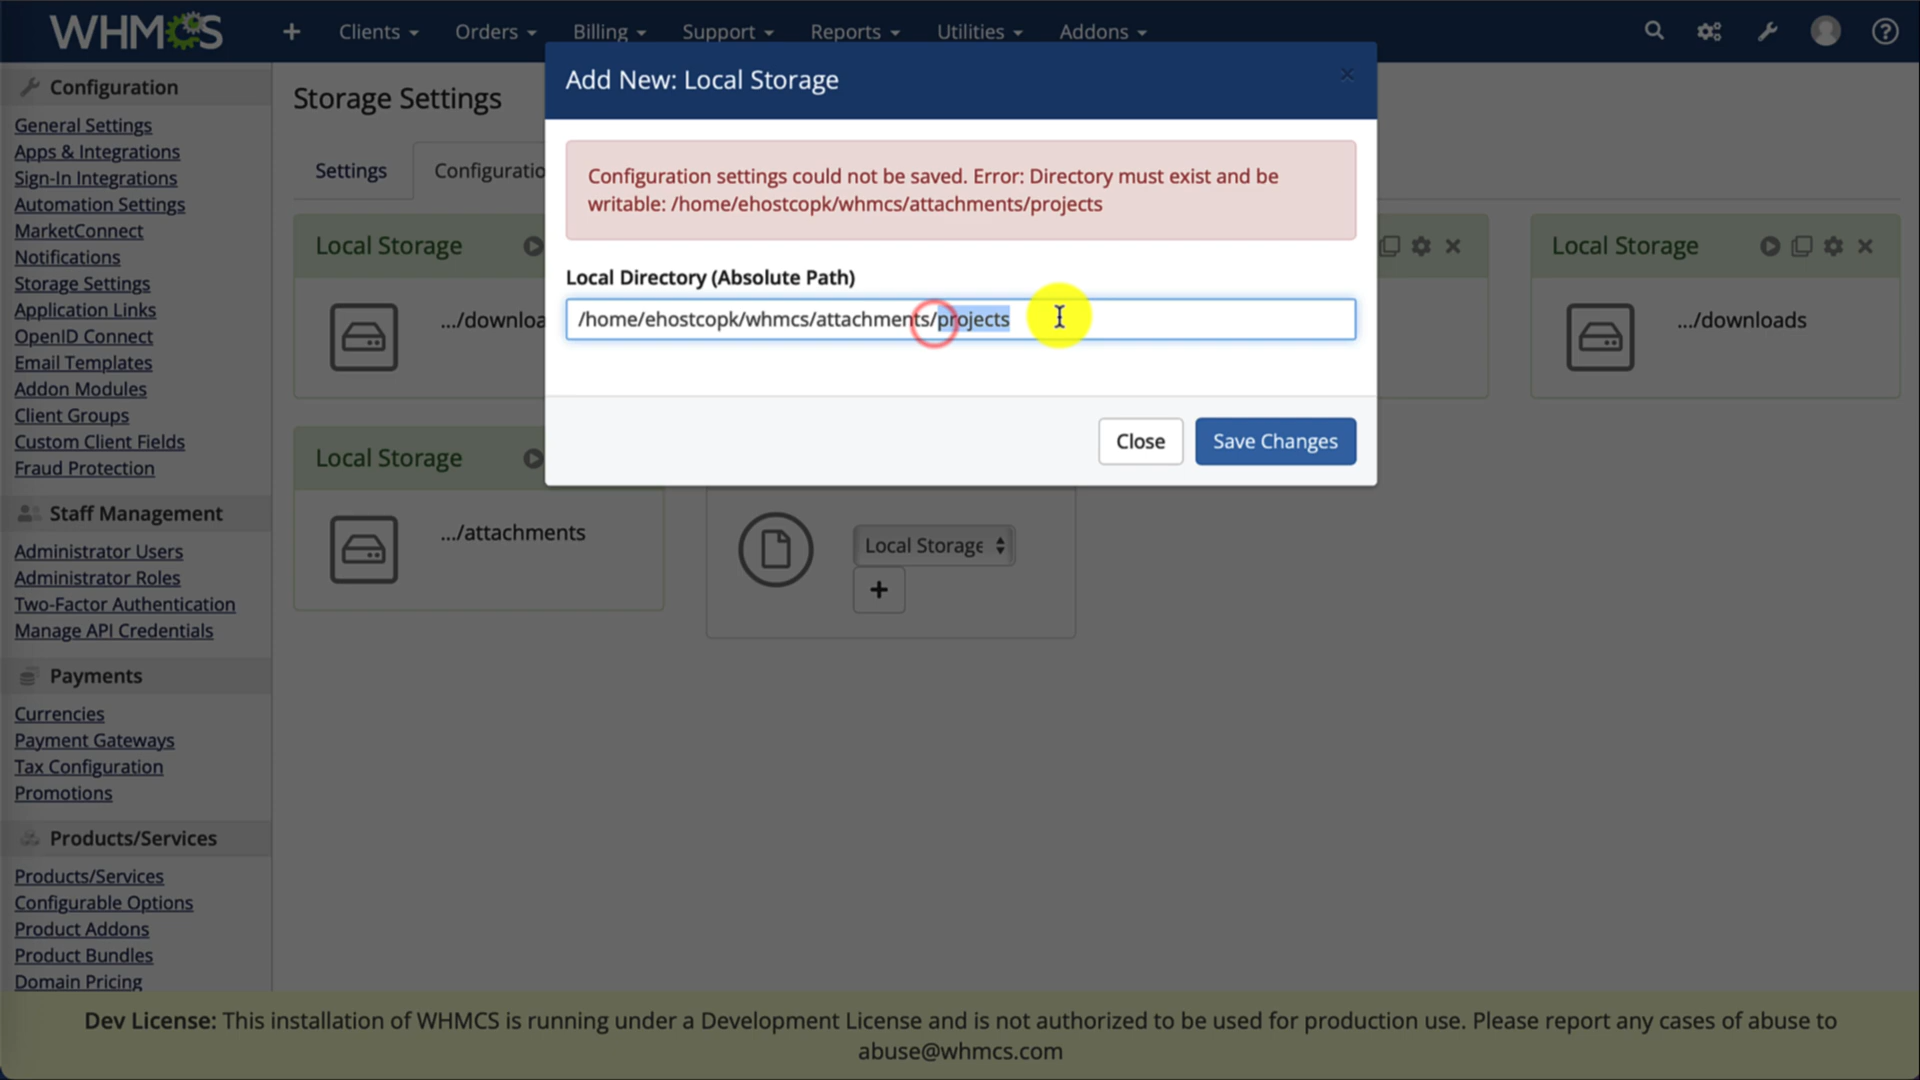 WHMCS
Clients
Orders
Billing
Support
Reports
Utilities
Addons
Configuration
General Settings
Apps & Integrations
Sign-In Integrations
Automation Settings
MarketConnect
Notifications
Storage Settings
Application Links
OpenID Connect
Email Templates
Addon Modules
Client Groups
Custom Client Fields
Fraud Protection
Staff Management
Administrator Users
Administrator Roles
Two-Factor Authentication
Manage API Credentials
Payments
Currencies
Payment Gateways
Tax Configuration
Promotions
Products/Services
Products/Services
Configurable Options
Product Addons
Product Bundles
Domain Pricing
Storage Settings
Settings
Configuratio
Add New: Local Storage
Configuration settings could not be saved. Error: Directory must exist and be
writable: /home/ehostcopk/whmcs/attachments/projects
Local Directory (Absolute Path)
/home/ehostcopk/whmcs/attachments/projects
Close
Save Changes
Local Storage
.../downloa
Local Storage
.../downloads
Local Storage
.../attachments
Local Storage
Dev License: This installation of WHMCS is running under a Development License and is not authorized to be used for production use. Please report any cases of abuse to
abuse@whmcs.com